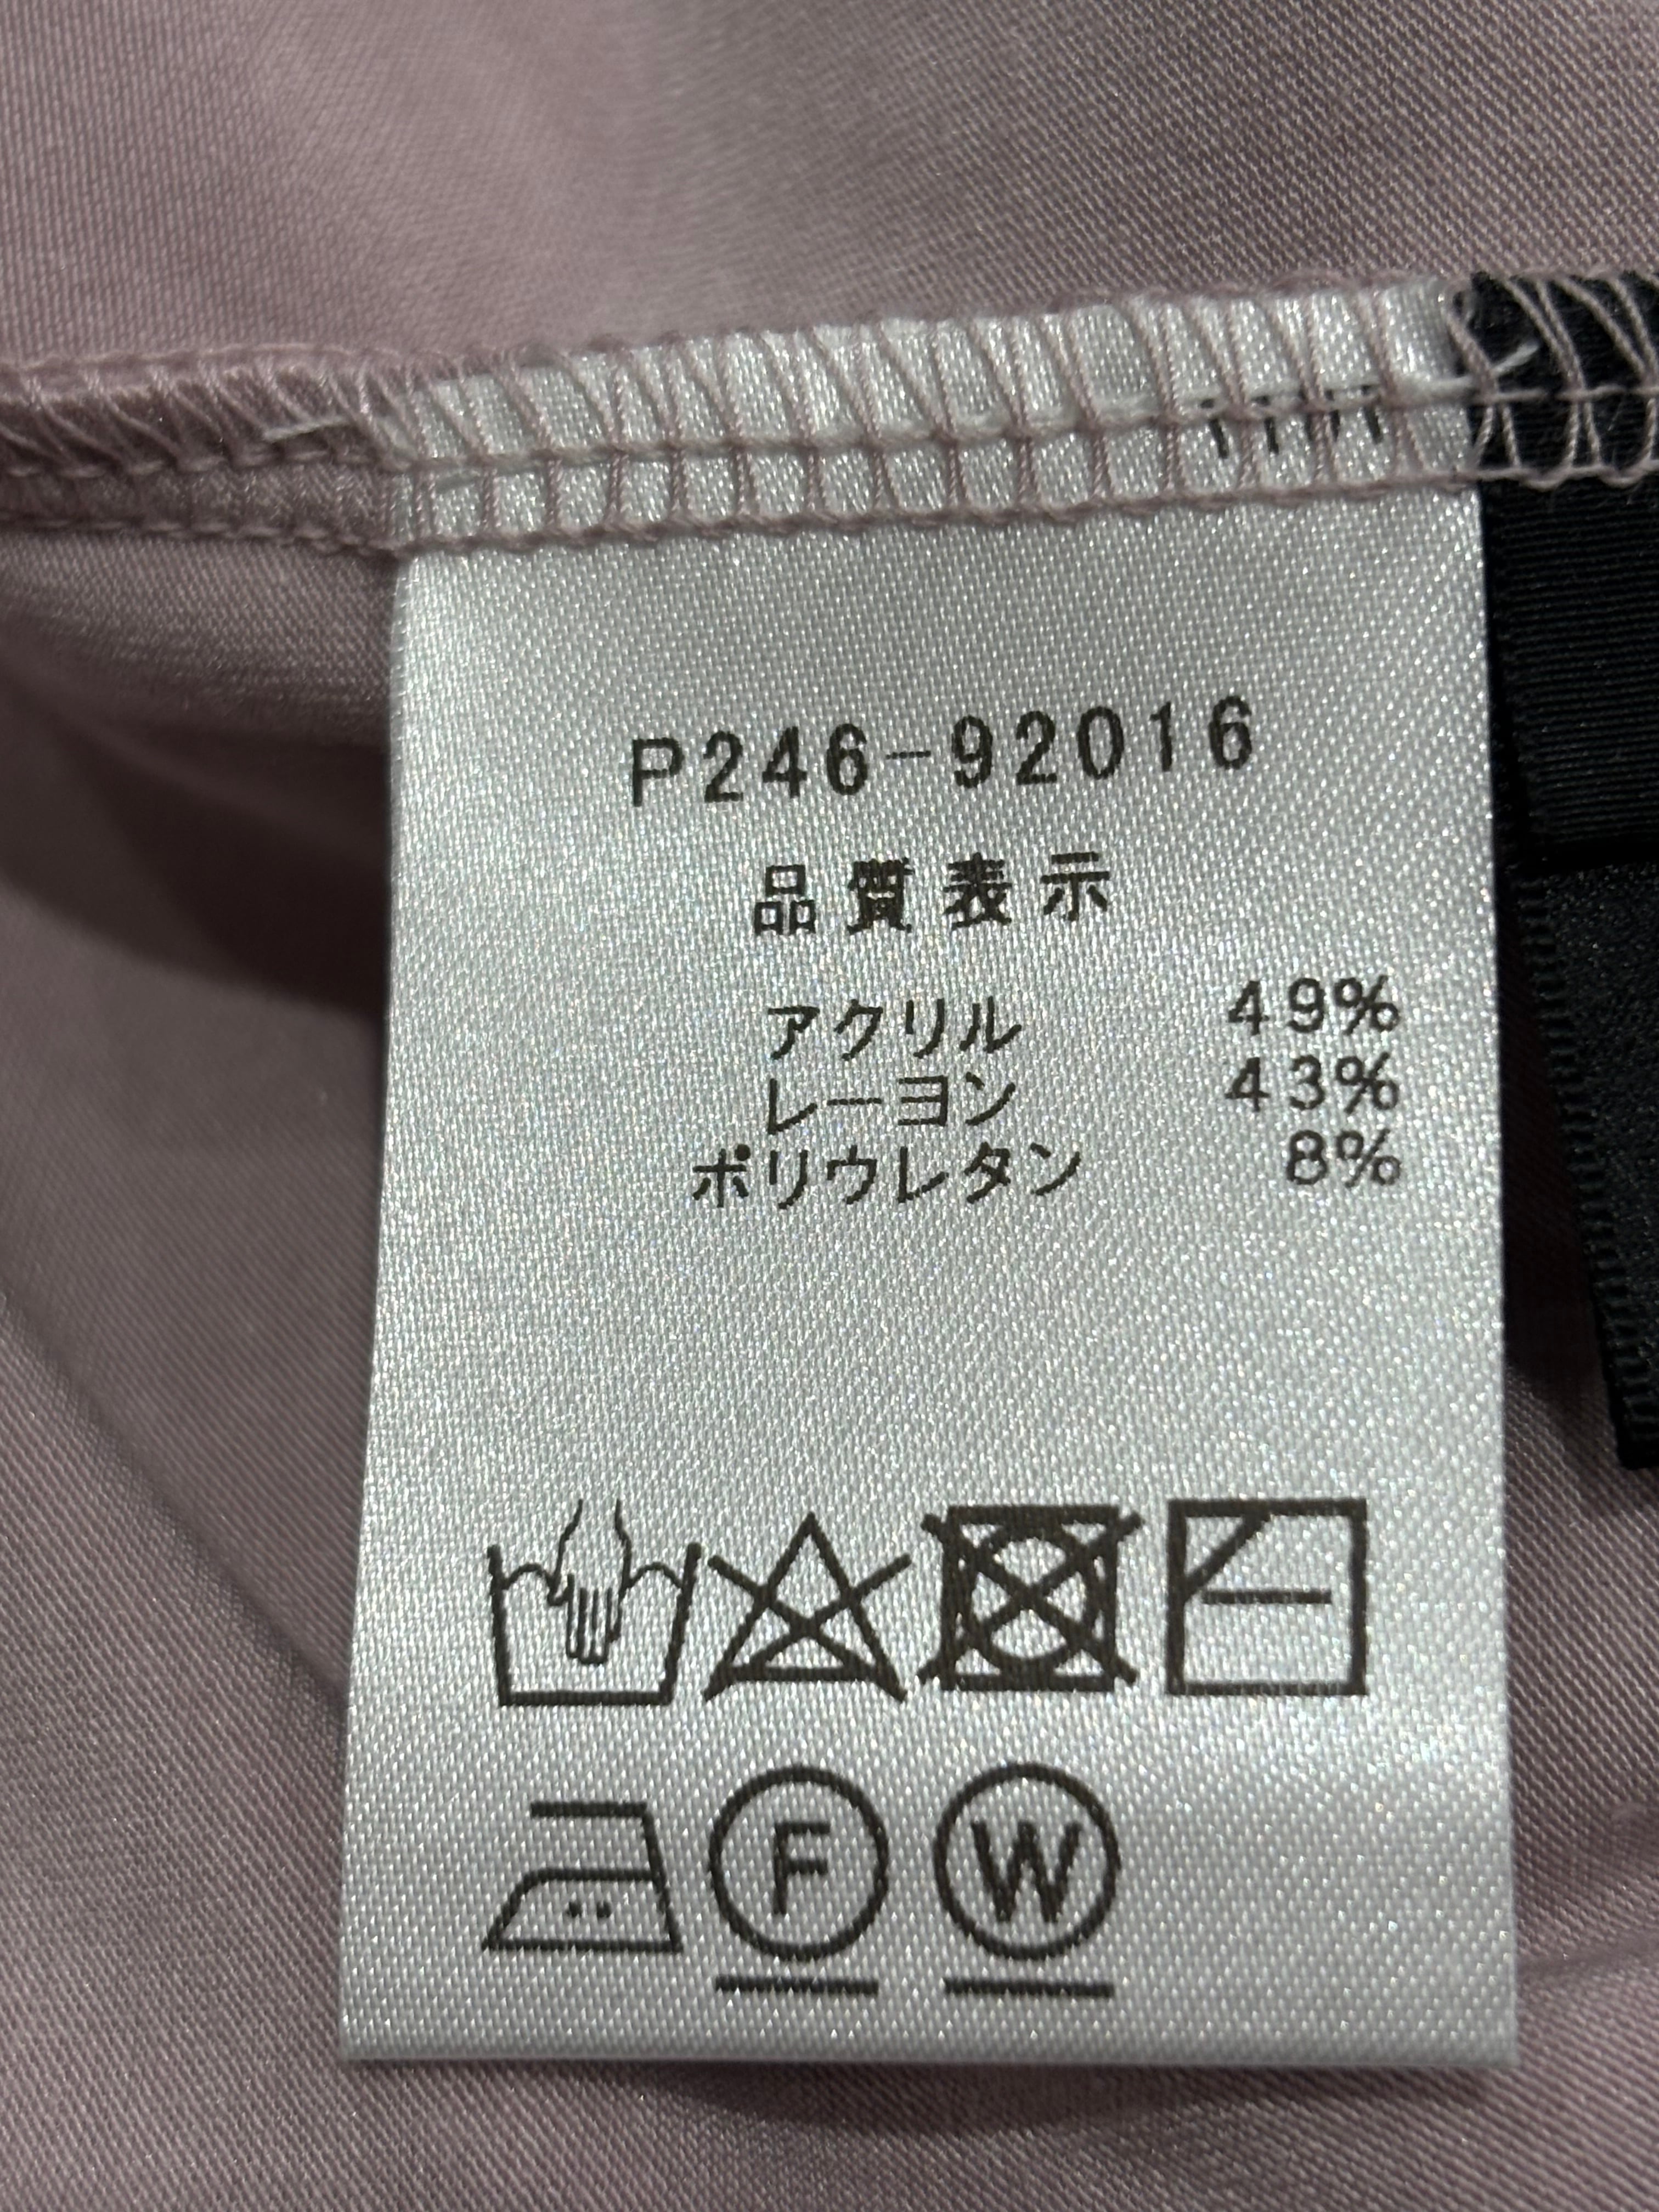 P246-92016
品質表示
アクリル 49%
レーヨン 43%
ポリウレタン 8%
F W